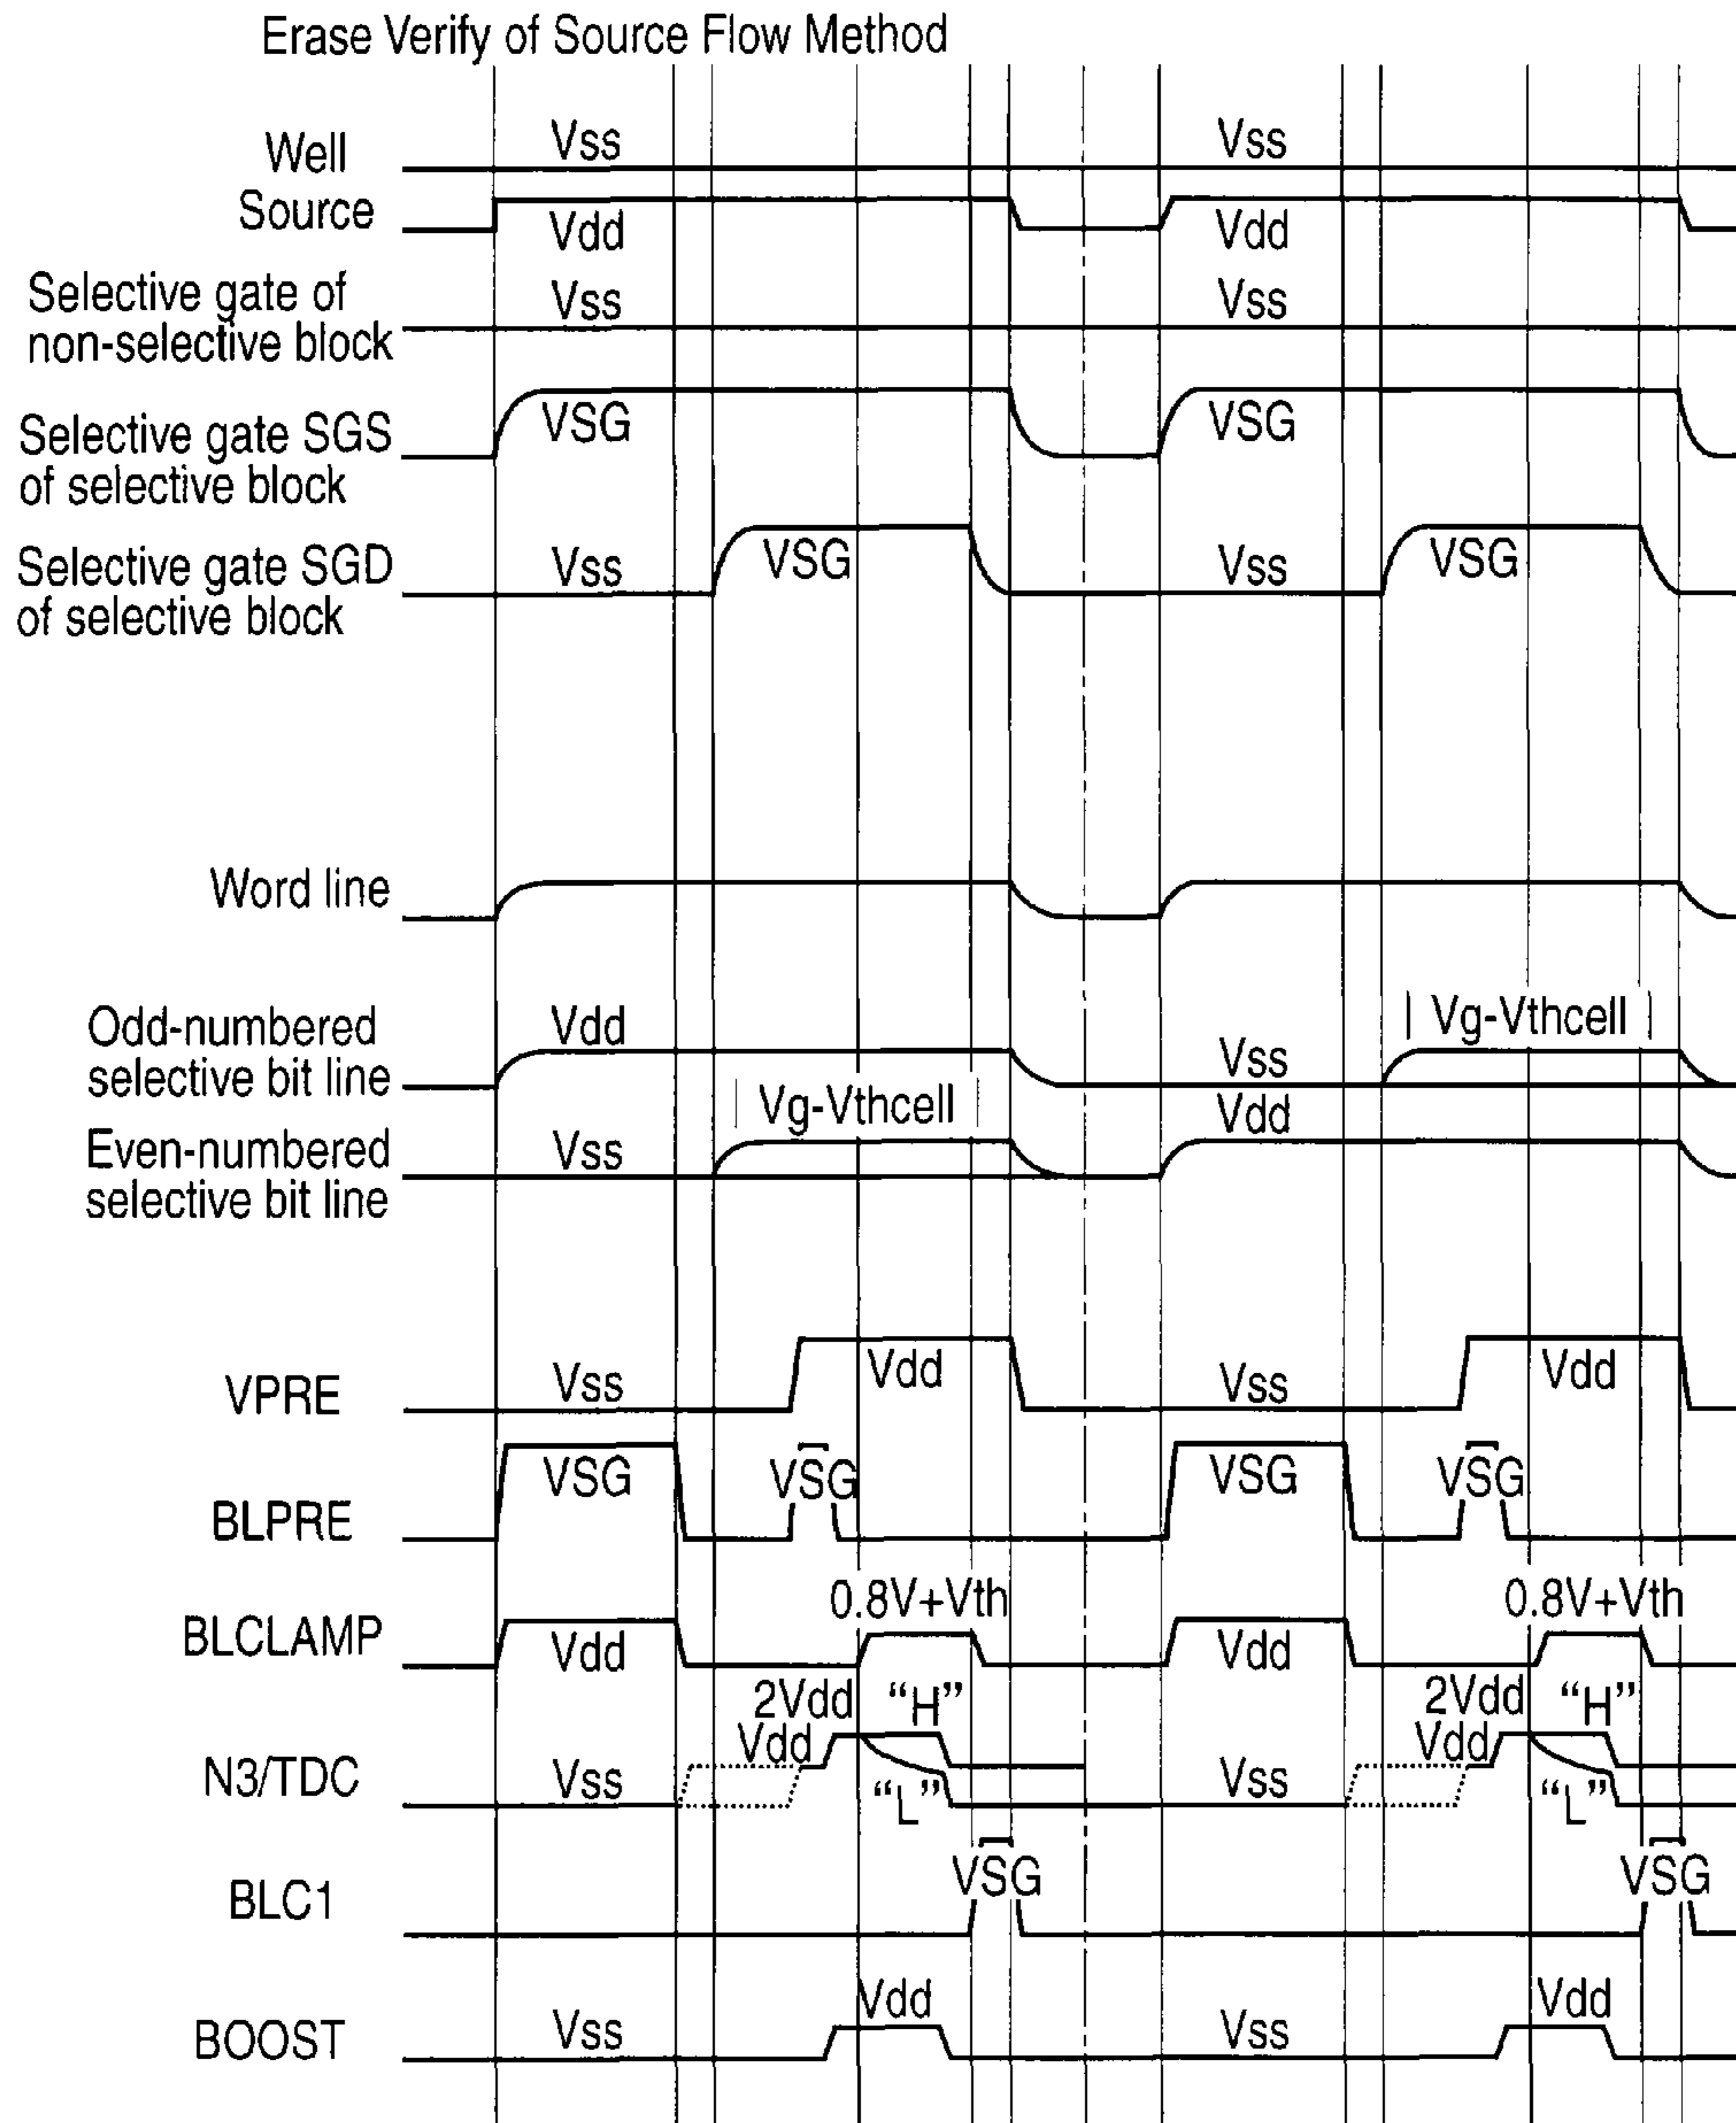 Erase Verify of Source Flow Method
Well Vss Vss
Source Vdd Vdd
Selective gate of
non-selective block Vss Vss
Selective gate SGS
of selective block VSG VSG
Selective gate SGD
of selective block Vss VSG Vss VSG
Word line
Odd-numbered
selective bit line Vdd Vss Vg-Vthcell
Even-numbered
selective bit line Vss Vg-Vthcell Vdd
VPRE Vss Vdd Vss Vdd
BLPRE VSG VSG VSG VSG
BLCLAMP Vdd 0.8V+Vth Vdd 0.8V+Vth
N3/TDC Vss Vdd 2Vdd “H” “L” Vss Vdd 2Vdd “H” “L”
BLC1 VSG VSG
BOOST Vss Vdd Vss Vdd